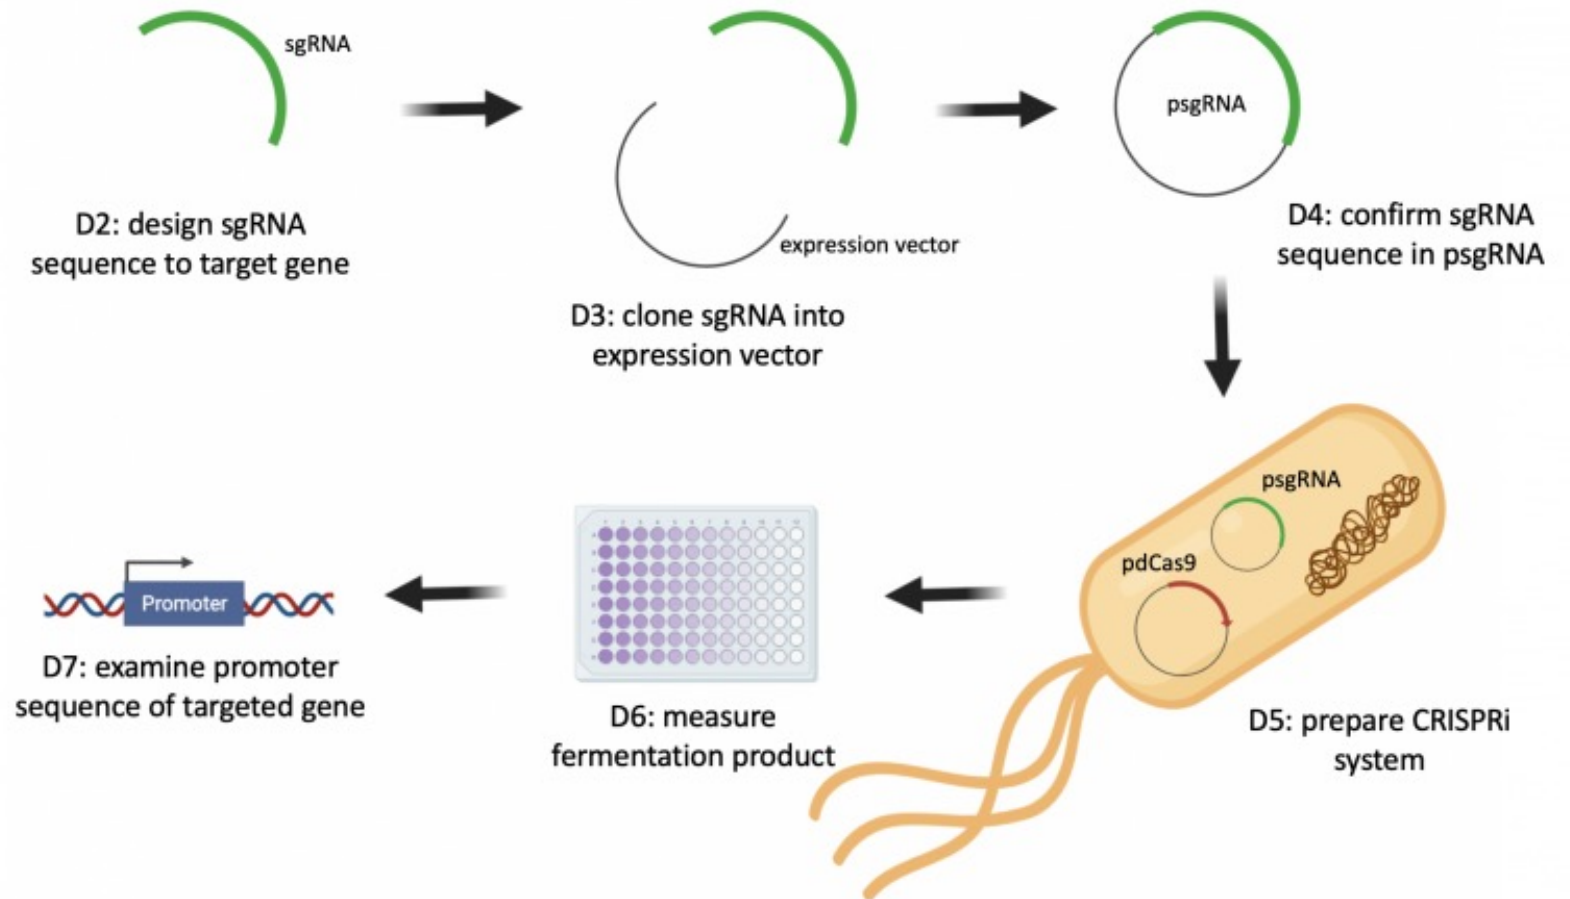 sgRNA
D2: design sgRNA
sequence to target gene
expression vector
D3: clone sgRNA into
expression vector
psgRNA
D4: confirm sgRNA
sequence in psgRNA
psgRNA
pdCas9
D5: prepare CRISPRi
system
D6: measure
fermentation product
Promoter
D7: examine promoter
sequence of targeted gene